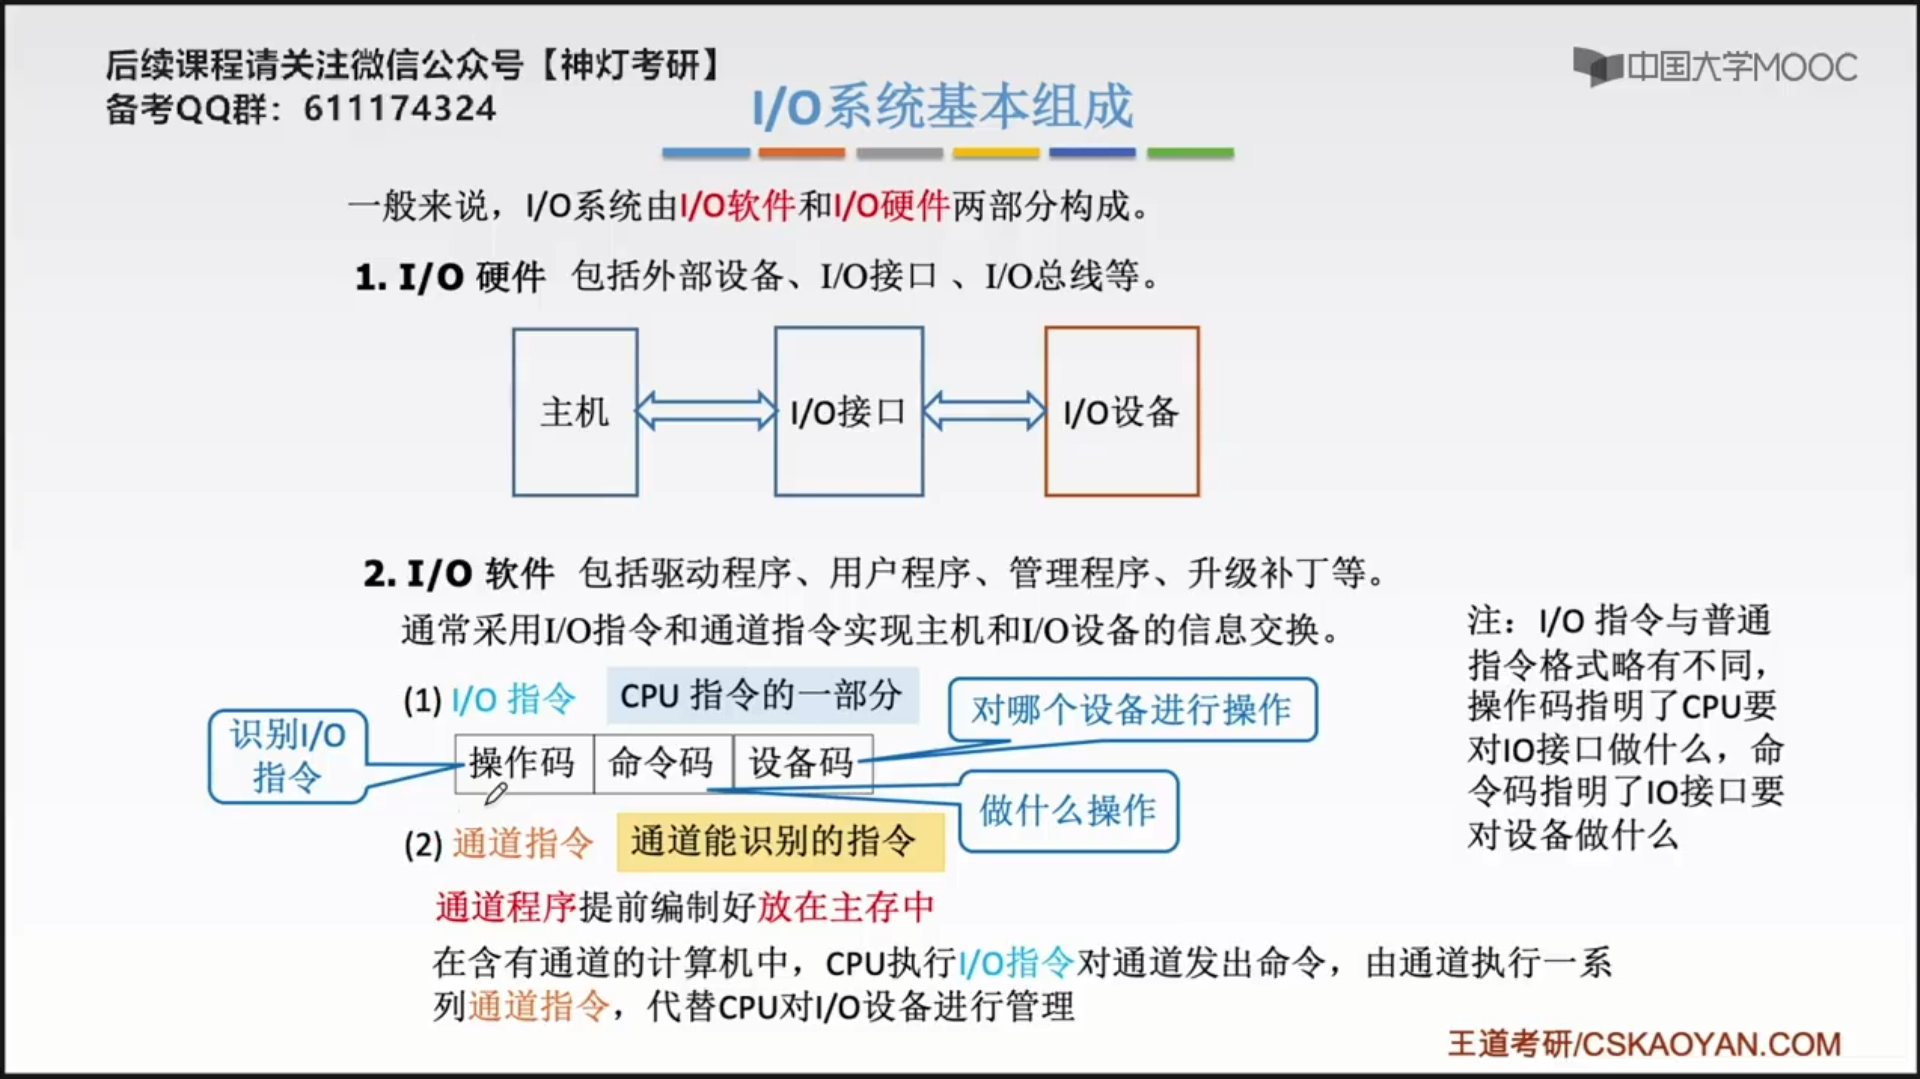 后续课程请关注微信公众号【神灯考研】
备考QQ群：611174324
中国大学MOOC
I/O系统基本组成
一般来说，I/O系统由I/O软件和I/O硬件两部分构成。
1. I/O 硬件 包括外部设备、I/O接口 、I/O总线等。
主机
I/O接口
I/O设备
2. I/O 软件 包括驱动程序、用户程序、管理程序、升级补丁等。
通常采用I/O指令和通道指令实现主机和I/O设备的信息交换。
(1) I/O 指令 CPU 指令的一部分
对哪个设备进行操作
识别I/O
指令
操作码 命令码 设备码
做什么操作
(2) 通道指令 通道能识别的指令
通道程序提前编制好放在主存中
在含有通道的计算机中，CPU执行I/O指令对通道发出命令，由通道执行一系
列通道指令，代替CPU对I/O设备进行管理
注：I/O 指令与普通
指令格式略有不同，
操作码指明了CPU要
对IO接口做什么，命
令码指明了IO接口要
对设备做什么
王道考研/CSKAOYAN.COM